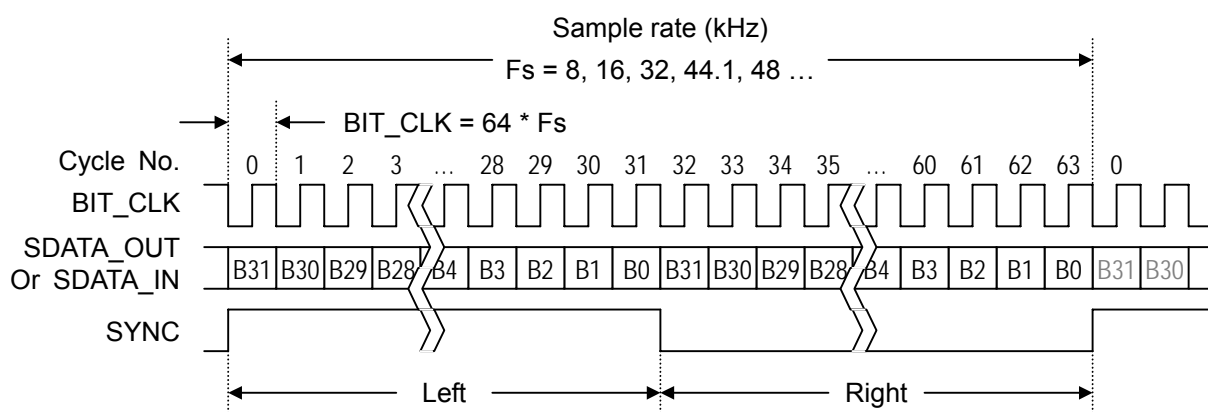 Sample rate (kHz)
Fs = 8, 16, 32, 44.1, 48 …
BIT_CLK = 64 * Fs
Cycle No. 0 1 2 3 ... 28 29 30 31 32 33 34 35 ... 60 61 62 63 0
BIT_CLK
SDATA_OUT
Or SDATA_IN
B31 B30 B29 B28 B4 B3 B2 B1 B0 B31 B30 B29 B28 B4 B3 B2 B1 B0 B31 B30
SYNC
Left Right